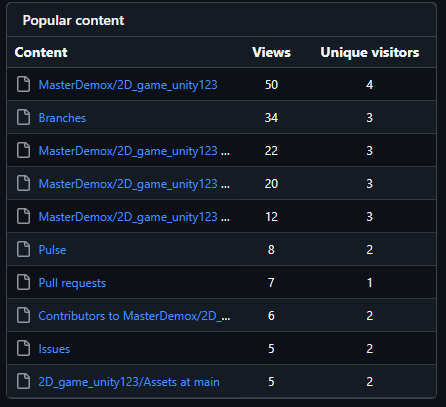 Popular content
Content Views Unique visitors
MasterDemox/2D_game_unity123 50 4
Branches 34 3
MasterDemox/2D_game_unity123 ... 22 3
MasterDemox/2D_game_unity123 ... 20 3
MasterDemox/2D_game_unity123 ... 12 3
Pulse 8 2
Pull requests 7 1
Contributors to MasterDemox/2D_... 6 2
Issues 5 2
2D_game_unity123/Assets at main 5 2